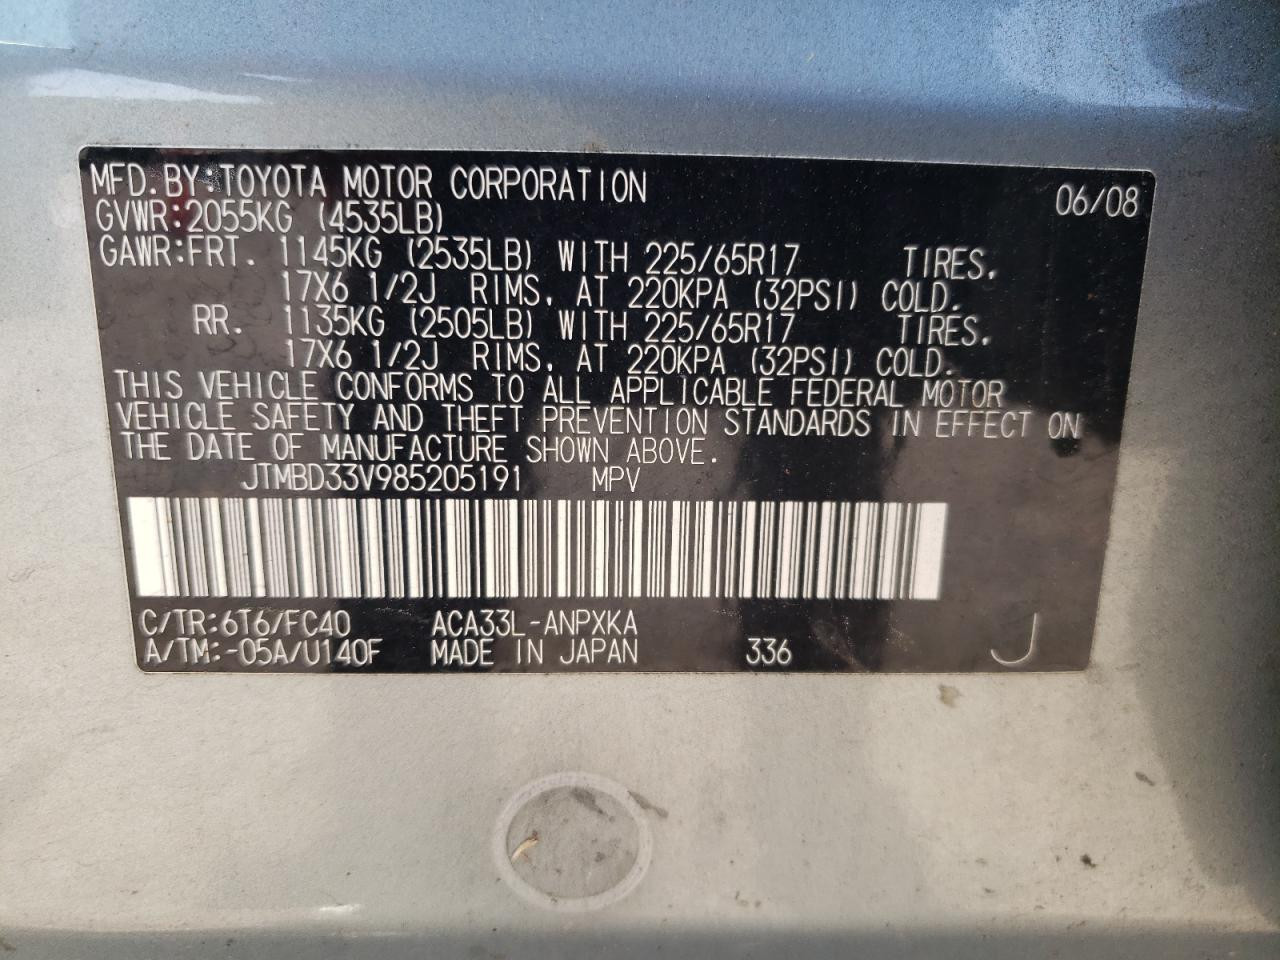 MFD. BY:TOYOTA MOTOR CORPORATION 06/08
GVWR:2055KG (4535LB)
GAWR:FRT. 1145KG (2535LB) WITH 225/65R17 TIRES,
17X6 1/2J RIMS, AT 220KPA (32PSI) COLD.
RR. 1135KG (2505LB) WITH 225/65R17 TIRES,
17X6 1/2J RIMS, AT 220KPA (32PSI) COLD.
THIS VEHICLE CONFORMS TO ALL APPLICABLE FEDERAL MOTOR
VEHICLE SAFETY AND THEFT PREVENTION STANDARDS IN EFFECT ON
THE DATE OF MANUFACTURE SHOWN ABOVE.
JTMBD33V985205191 MPV
C/TR:6T6/FC40 ACA33L-ANPXKA
A/TM:-05A/U140F MADE IN JAPAN 336 J